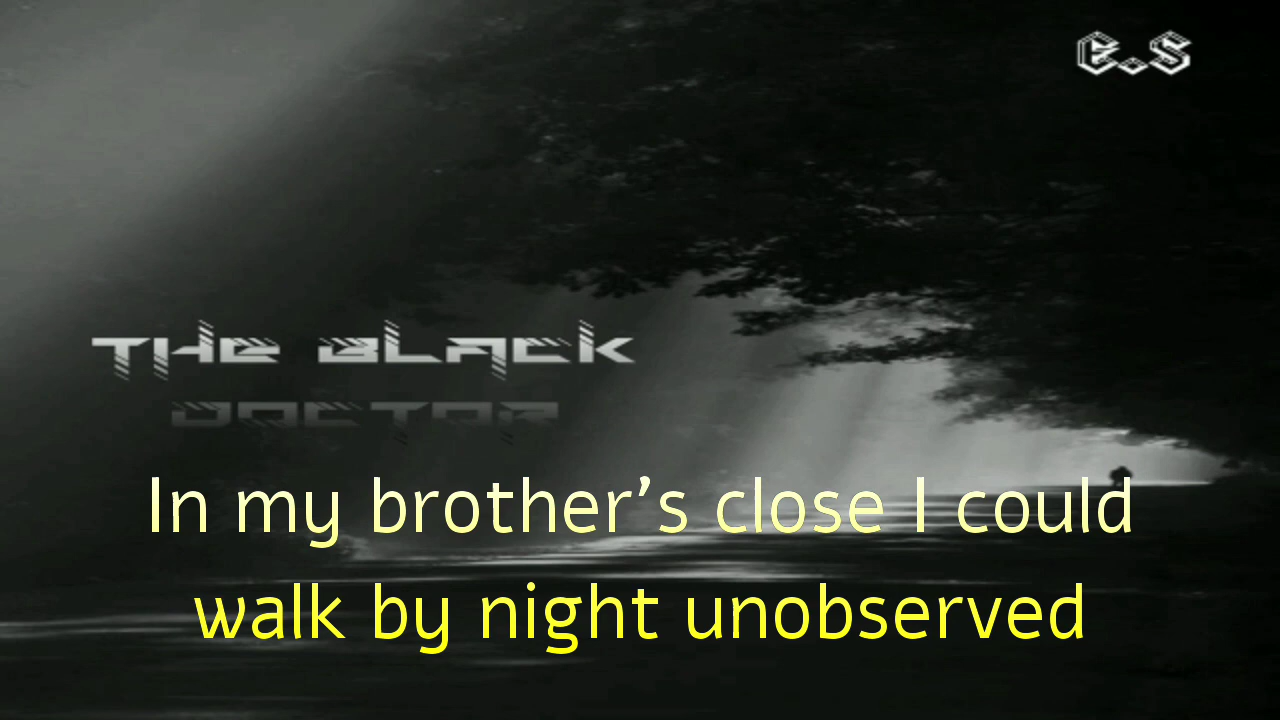 e.s
THE BLACK
DOCTOR
In my brother’s close I could
walk by night unobserved